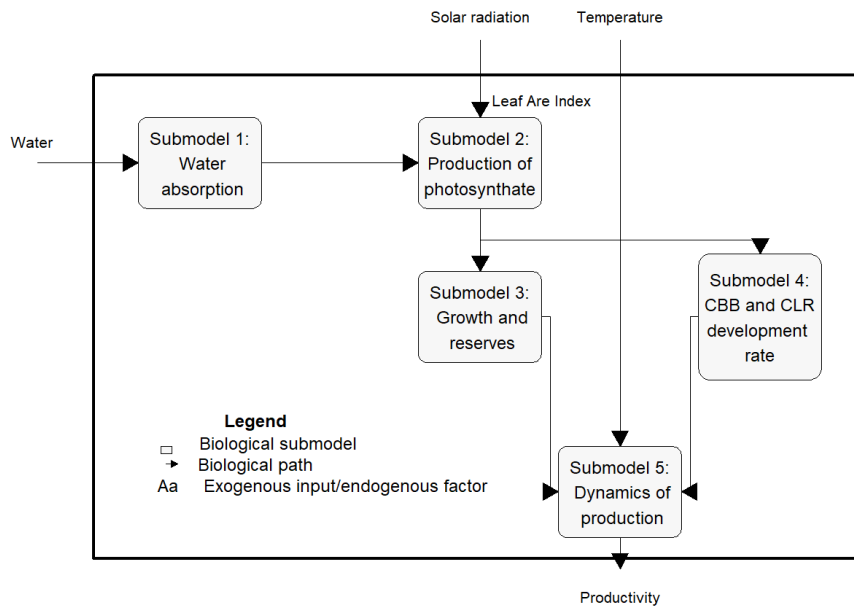 Solar radiation
Temperature
Leaf Are Index
Water
Submodel 1:
Water
absorption
Submodel 2:
Production of
photosynthate
Submodel 3:
Growth and
reserves
Submodel 4:
CBB and CLR
development
rate
Legend
Biological submodel
Biological path
Aa Exogenous input/endogenous factor
Submodel 5:
Dynamics of
production
Productivity